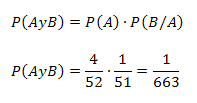 P(AyB) = P(A) · P(B/A)
P(AyB) = 4/52 · 1/51 = 1/663